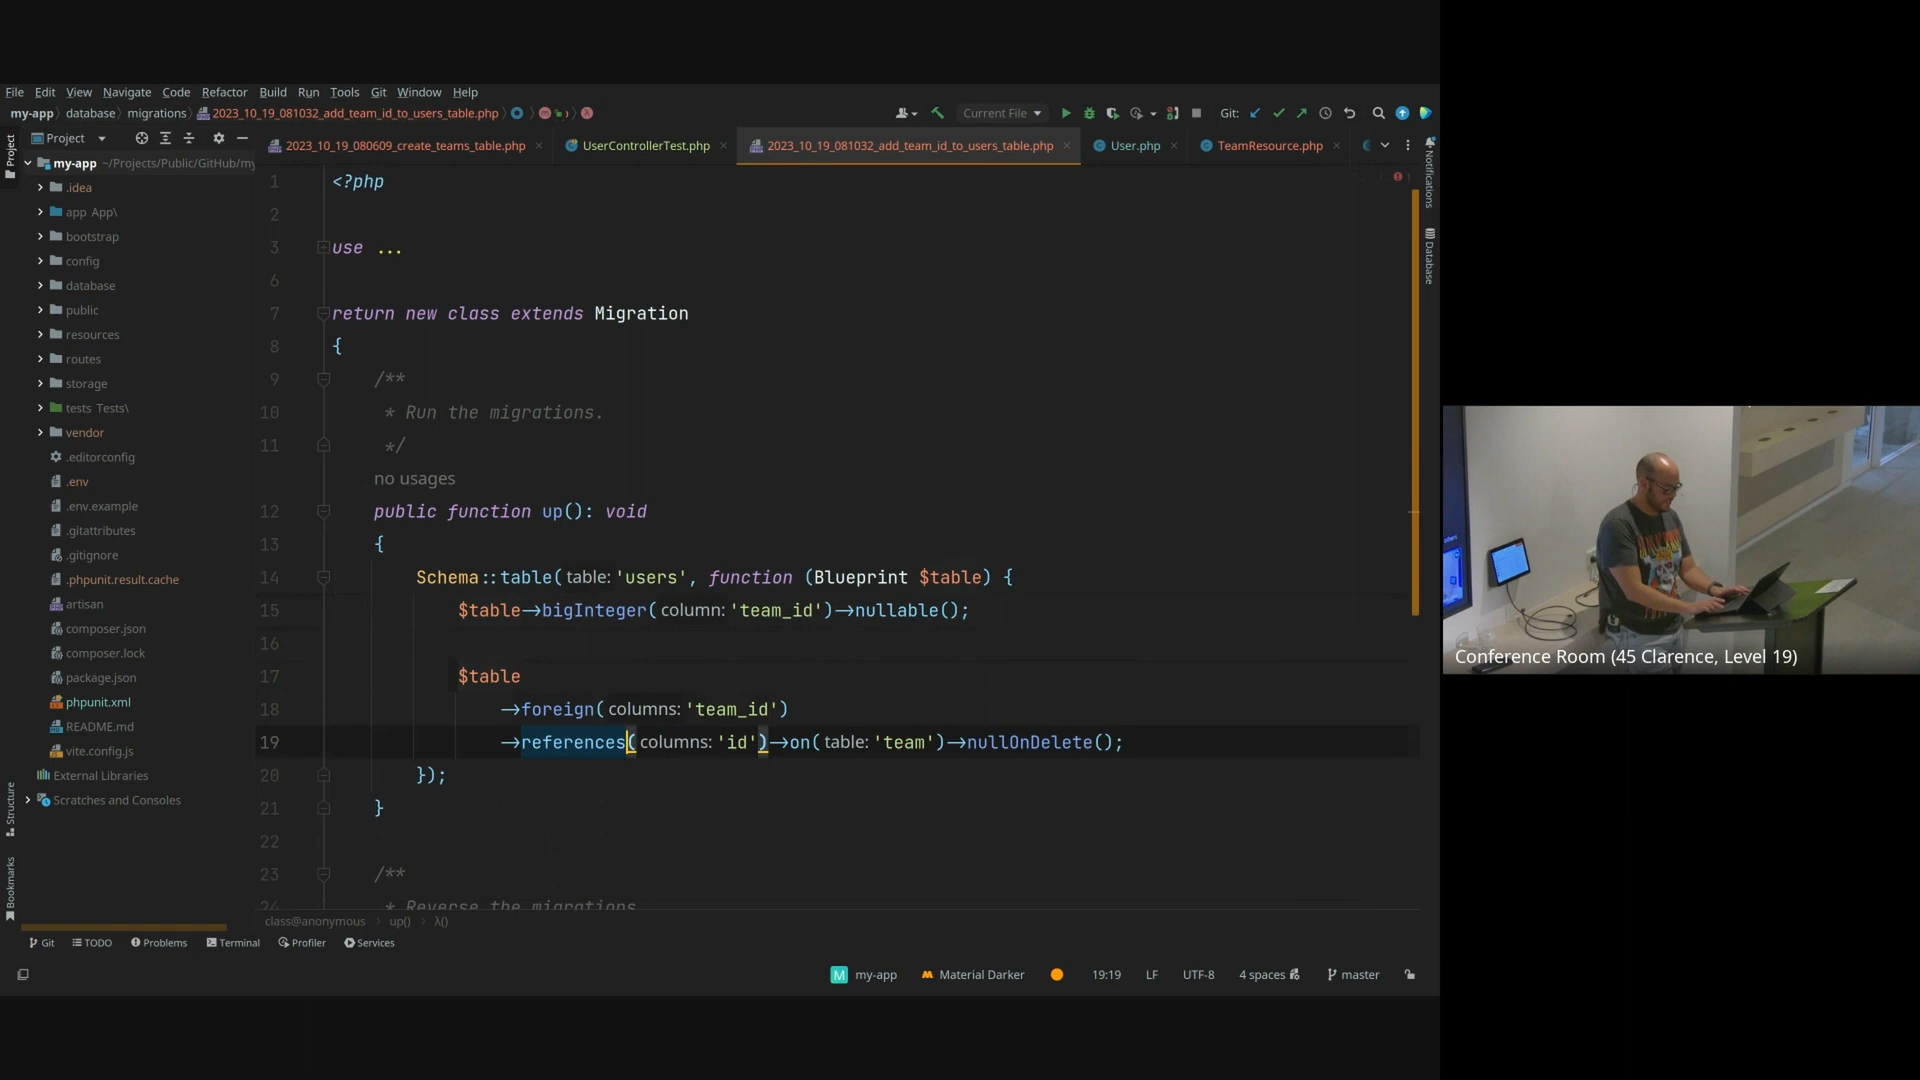 File Edit View Navigate Code Refactor Build Run Tools Git Window Help
my-app database migrations 2023_10_19_081032_add_team_id_to_users_table.php
Current File
Git:
Project
2023_10_19_080609_create_teams_table.php
UserControllerTest.php
2023_10_19_081032_add_team_id_to_users_table.php
User.php
TeamResource.php
Project
my-app ~/Projects/Public/GitHub/my
.idea
app App\
bootstrap
config
database
public
resources
routes
storage
tests Tests\
vendor
.editorconfig
.env
.env.example
.gitattributes
.gitignore
.phpunit.result.cache
artisan
composer.json
composer.lock
package.json
phpunit.xml
README.md
vite.config.js
External Libraries
Scratches and Consoles
Structure
Bookmarks
1 <?php
2
3 use ...
6
7 return new class extends Migration
8 {
9 /**
10 * Run the migrations.
11 */
no usages
12 public function up(): void
13 {
14 Schema::table( table: 'users', function (Blueprint $table) {
15 $table→bigInteger( column: 'team_id')→nullable();
16
17 $table
18 →foreign( columns: 'team_id')
19 →references( columns: 'id')→on( table: 'team')→nullOnDelete();
20 });
21 }
22
23 /**
24 * Reverse the migrations
Notifications
Database
class@anonymous up() λ()
Git TODO Problems Terminal Profiler Services
M my-app Material Darker 19:19 LF UTF-8 4 spaces master
Conference Room (45 Clarence, Level 19)